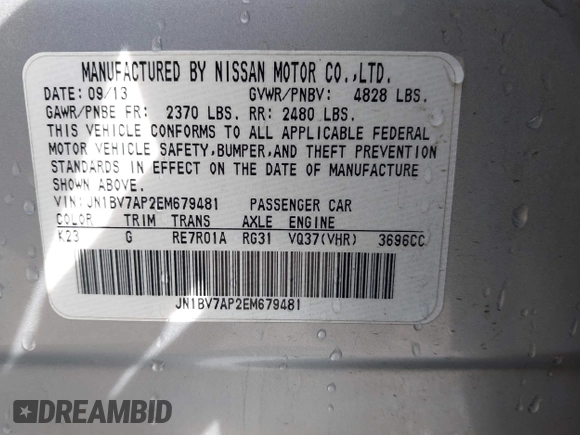 MANUFACTURED BY NISSAN MOTOR CO.,LTD.
DATE: 09/13 GVWR/PNBV: 4828 LBS.
GAWR/PNBE FR: 2370 LBS. RR: 2480 LBS.
THIS VEHICLE CONFORMS TO ALL APPLICABLE FEDERAL
MOTOR VEHICLE SAFETY,BUMPER,AND THEFT PREVENTION
STANDARDS IN EFFECT ON THE DATE OF MANUFACTURE
SHOWN ABOVE.
VIN:JN1BV7AP2EM679481 PASSENGER CAR
COLOR TRIM TRANS AXLE ENGINE
K23 G RE7R01A RG31 VQ37(VHR) 3696CC
JN1BV7AP2EM679481
DREAMBID